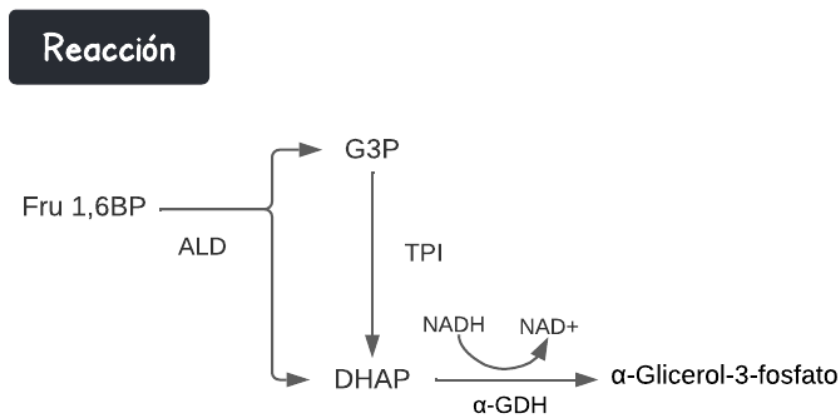 Reacción
G3P
Fru 1,6BP
ALD
TPI
NADH NAD+
DHAP
α-Glicerol-3-fosfato
α-GDH